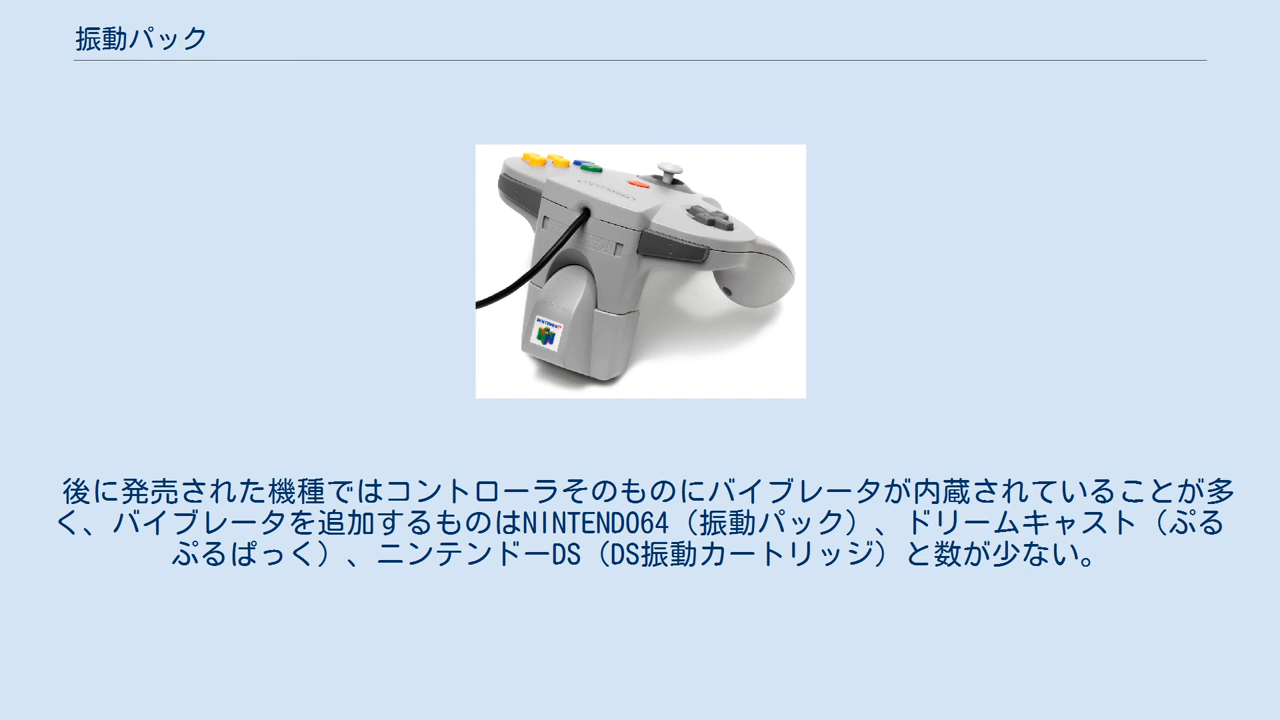 振動パック
後に発売された機種ではコントローラそのものにバイブレータが内蔵されていることが多
く、バイブレータを追加するものはNINTENDO64（振動パック）、ドリームキャスト（ぷる
ぷるぱっく）、ニンテンドーDS（DS振動カートリッジ）と数が少ない。